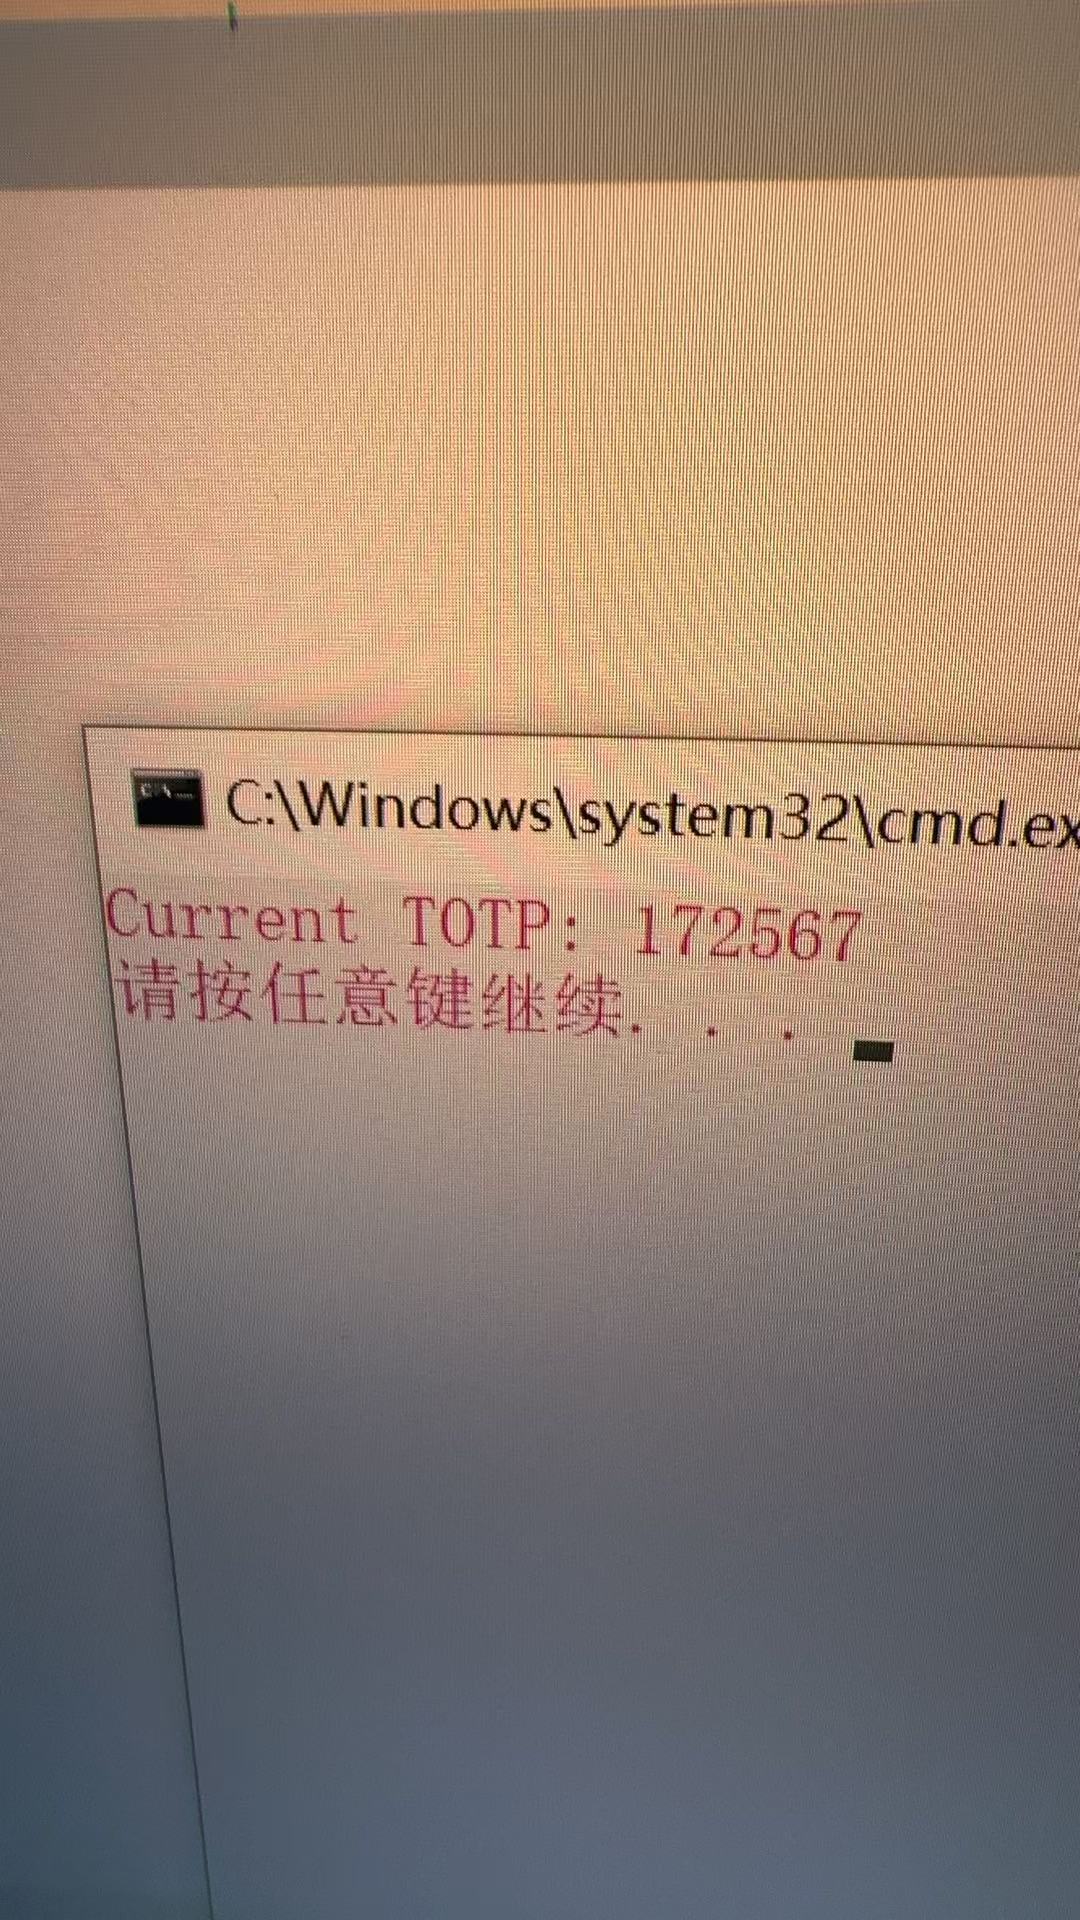 C:\Windows\system32\cmd.ex
Current TOTP: 172567
请按任意键继续. . .